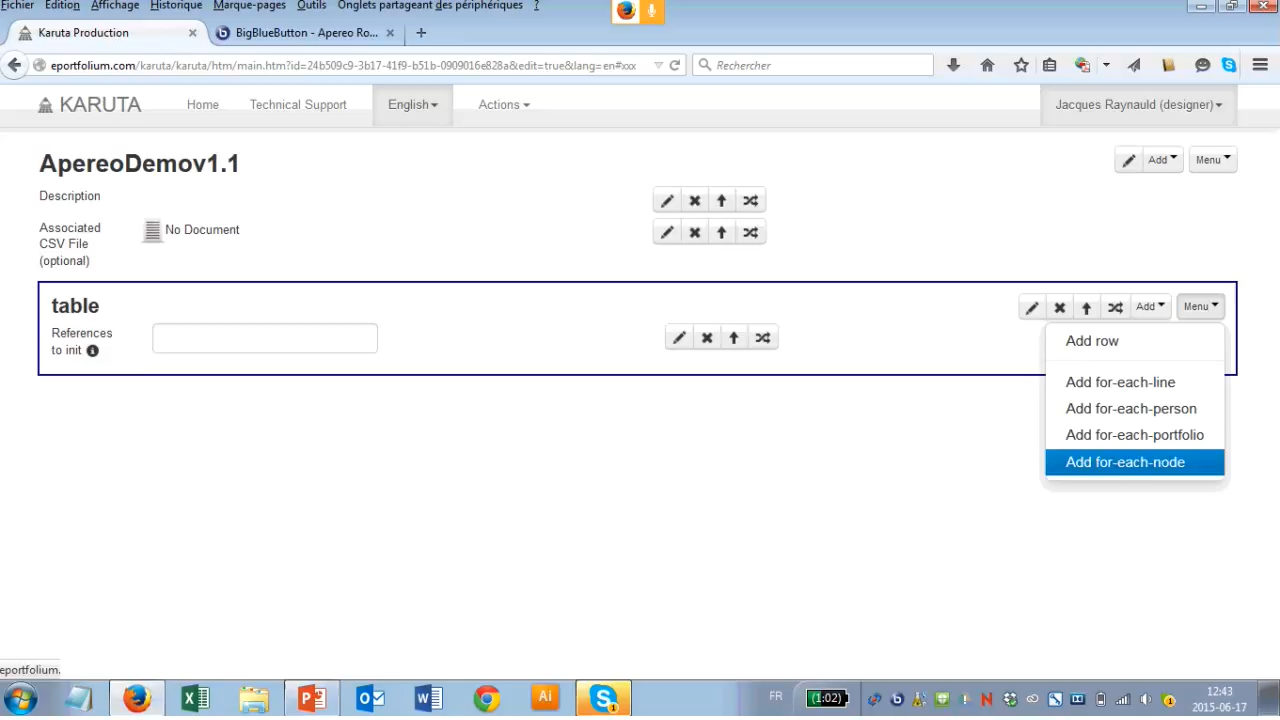 Fichier Edition Affichage Historique Marque-pages Outils Onglets partageant des périphériques ?
Karuta Production × BigBlueButton - Apereo Ro... × +
eportfolium.com/karuta/karuta/htm/main.htm?id=24b509c9-3b17-41f9-b51b-0909016e828a&edit=true&lang=en#xxx Rechercher
KARUTA Home Technical Support English Actions Jacques Raynauld (designer)
ApereoDemov1.1
Add Menu
Description
Associated
CSV File
(optional)
No Document
table
Add Menu
References
to init
Add row
Add for-each-line
Add for-each-person
Add for-each-portfolio
Add for-each-node
eportfolium.
FR (1:02) 12:43
2015-06-17